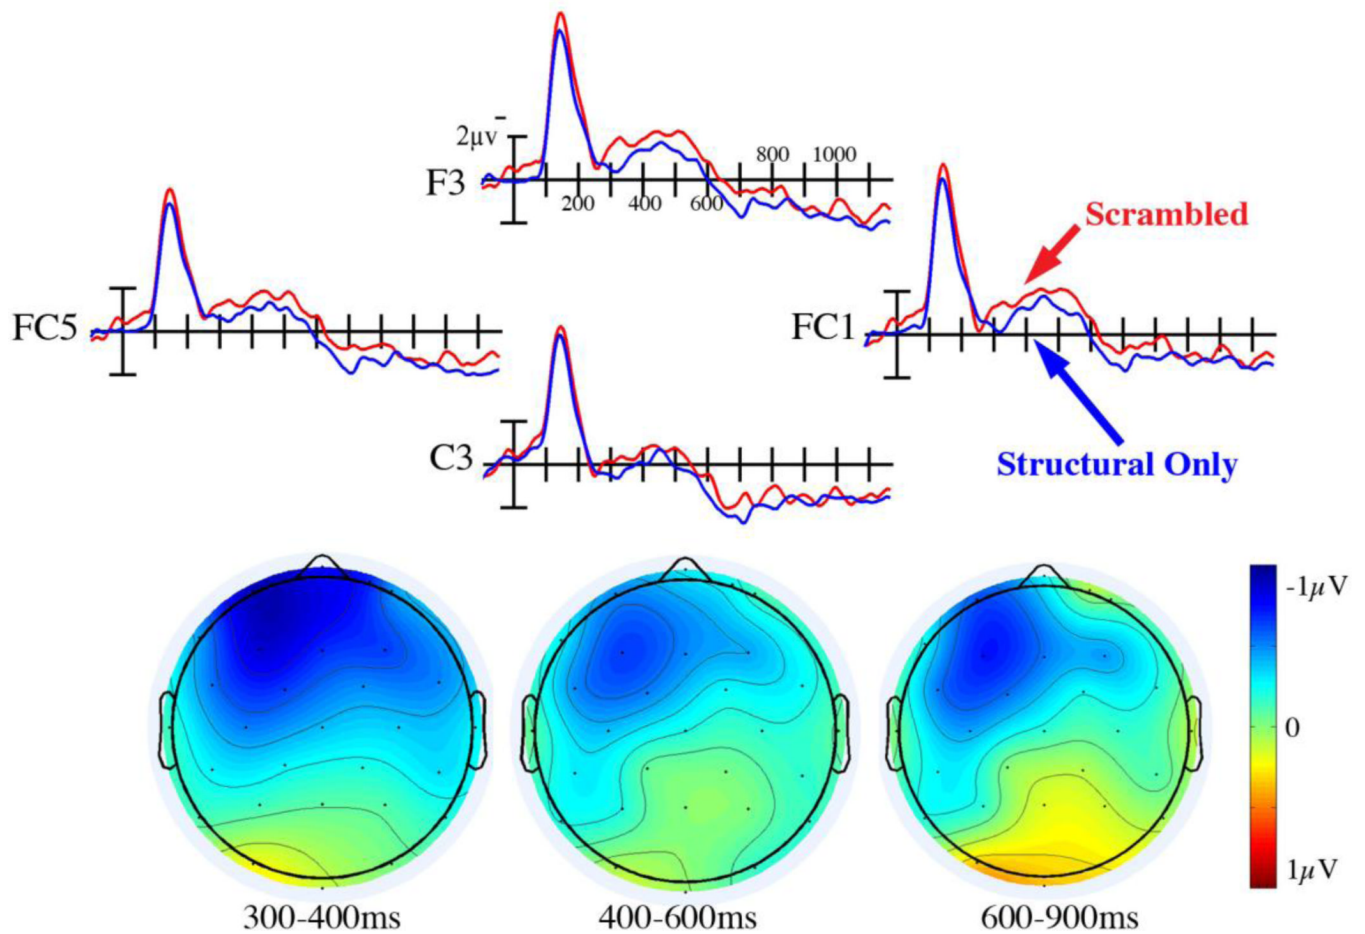 2μv
-
F3
800 1000
200 400 600
Scrambled
FC5
FC1
C3
Structural Only
-1μV
0
1μV
300-400ms 400-600ms 600-900ms